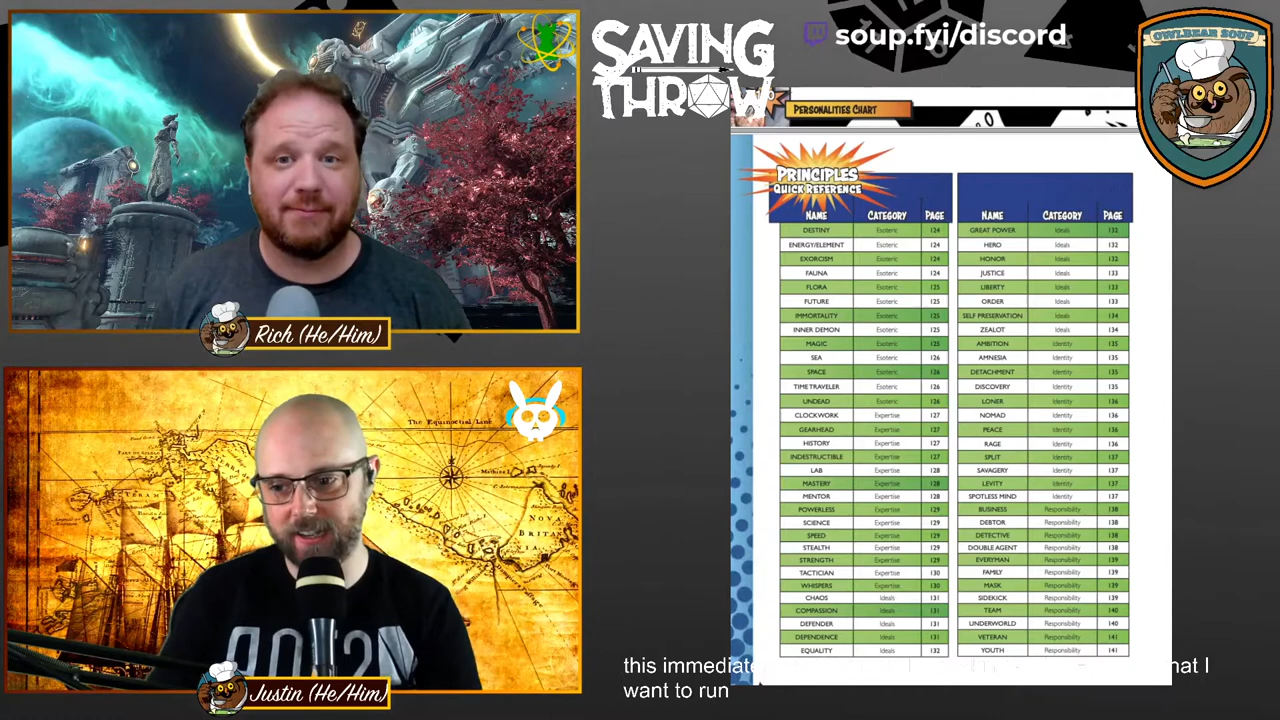 SAVING
THROW
soup.fyi/discord
OWLBEAR SOUP
PERSONALITIES CHART
PRINCIPLES
QUICK REFERENCE
NAME CATEGORY PAGE
DESTINY Esoteric 124
ENERGY/ELEMENT Esoteric 124
EXORCISM Esoteric 124
FAUNA Esoteric 124
FLORA Esoteric 125
FUTURE Esoteric 125
IMMORTALITY Esoteric 125
INNER DEMON Esoteric 125
MAGIC Esoteric 125
SEA Esoteric 126
SPACE Esoteric 126
TIME TRAVELER Esoteric 126
UNDEAD Esoteric 126
CLOCKWORK Expertise 127
GEARHEAD Expertise 127
HISTORY Expertise 127
INDESTRUCTIBLE Expertise 127
LAB Expertise 128
MASTERY Expertise 128
MENTOR Expertise 128
POWERLESS Expertise 129
SCIENCE Expertise 129
SPEED Expertise 129
STEALTH Expertise 129
STRENGTH Expertise 129
TACTICIAN Expertise 130
WHISPERS Expertise 130
CHAOS Ideals 131
COMPASSION Ideals 131
DEFENDER Ideals 131
DEPENDENCE Ideals 131
EQUALITY Ideals 132
NAME CATEGORY PAGE
GREAT POWER Ideals 132
HERO Ideals 132
HONOR Ideals 132
JUSTICE Ideals 133
LIBERTY Ideals 133
ORDER Ideals 133
SELF PRESERVATION Ideals 134
ZEALOT Ideals 134
AMBITION Identity 135
AMNESIA Identity 135
DETACHMENT Identity 135
DISCOVERY Identity 135
LONER Identity 136
NOMAD Identity 136
PEACE Identity 136
RAGE Identity 136
SPLIT Identity 137
SAVAGERY Identity 137
LEVITY Identity 137
SPOTLESS MIND Identity 137
BUSINESS Responsibility 138
DEBTOR Responsibility 138
DETECTIVE Responsibility 138
DOUBLE AGENT Responsibility 138
EVERYMAN Responsibility 139
FAMILY Responsibility 139
MASK Responsibility 139
SIDEKICK Responsibility 139
TEAM Responsibility 140
UNDERWORLD Responsibility 140
VETERAN Responsibility 141
YOUTH Responsibility 141
Rich (He/Him)
The Equinoctial Line
Justin (He/Him)
this immediate
hat I
want to run